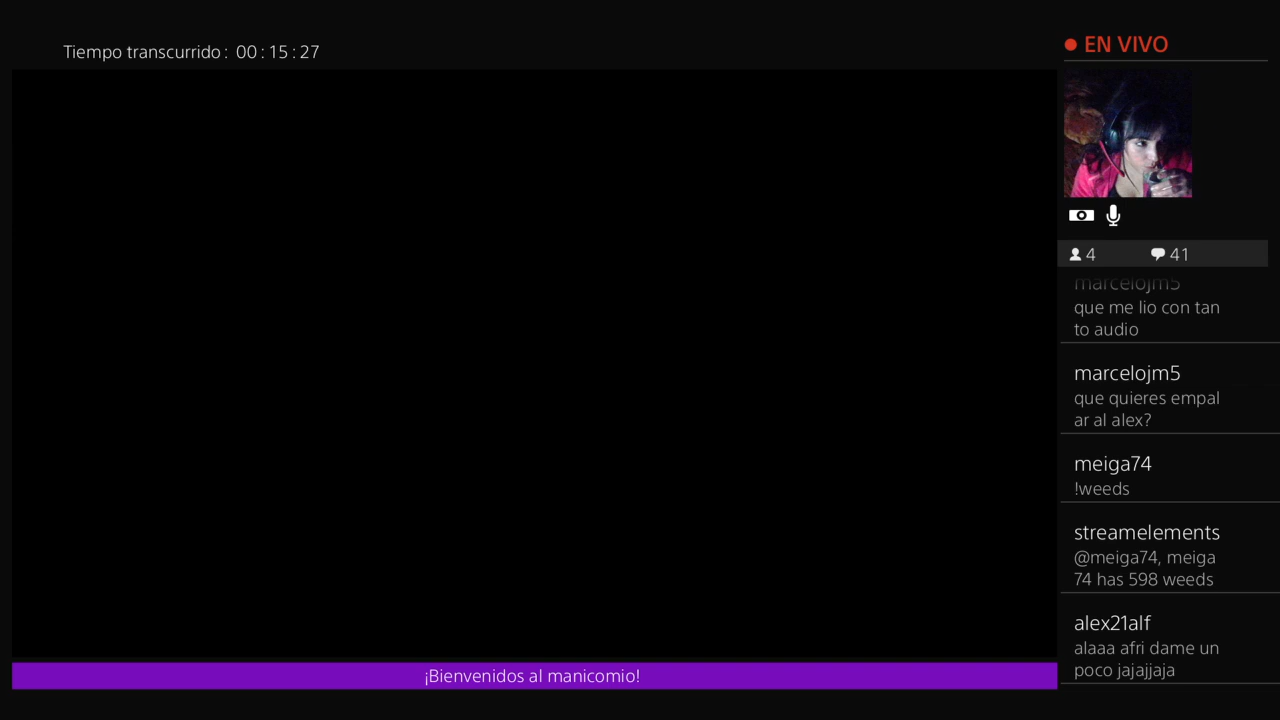 Tiempo transcurrido : 00 : 15 : 27
EN VIVO
4
41
marcelojm5
que me lio con tan
to audio
marcelojm5
que quieres empal
ar al alex?
meiga74
!weeds
streamelements
@meiga74, meiga
74 has 598 weeds
alex21alf
alaaa afri dame un
poco jajajjaja
¡Bienvenidos al manicomio!